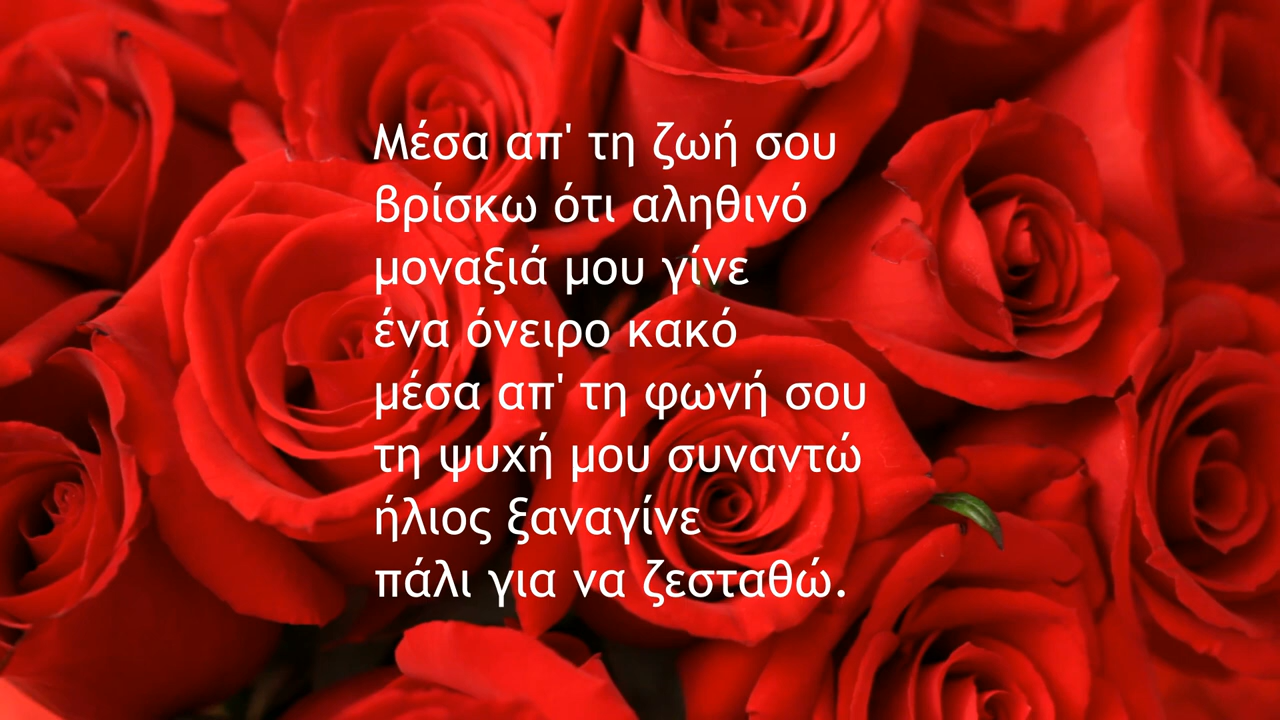 Μέσα απ' τη ζωή σου
βρίσκω ότι αληθινό
μοναξιά μου γίνε
ένα όνειρο κακό
μέσα απ' τη φωνή σου
τη ψυχή μου συναντώ
ήλιος ξαναγίνε
πάλι για να ζεσταθώ.